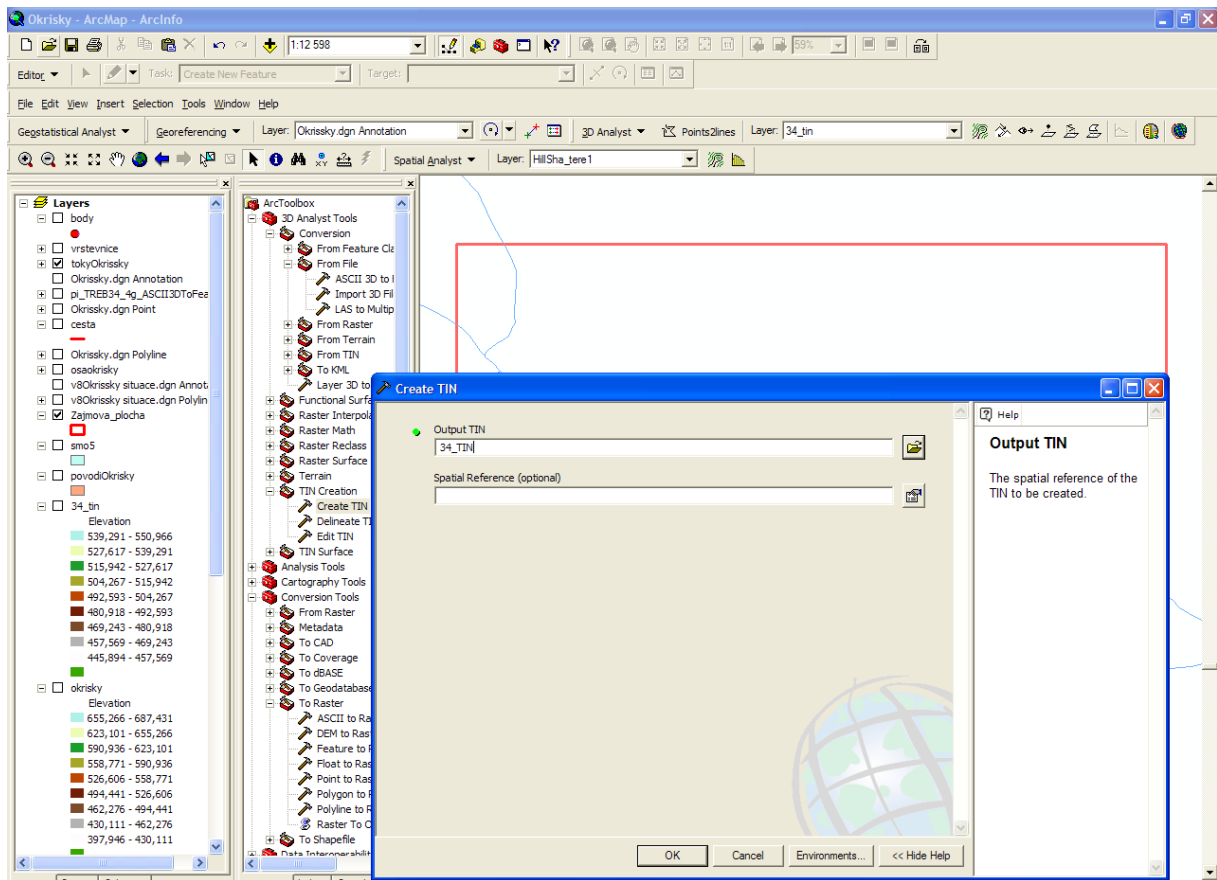 Okrisky - ArcMap - ArcInfo
1:12 598
59%
Editor
Task: Create New Feature
Target:
File Edit View Insert Selection Tools Window Help
Geostatistical Analyst
Georeferencing
Layer: Okrissky.dgn Annotation
3D Analyst
Points2lines
Layer: 34_tin
Spatial Analyst
Layer: HillSha_tere1
Layers
body
vrstevnice
tokyOkrissky
Okrissky.dgn Annotation
pi_TREB34_4g_ASCII3DToFea
Okrissky.dgn Point
cesta
Okrissky.dgn Polyline
osaokrisky
v8Okrissky situace.dgn Annot
v8Okrissky situace.dgn Polylin
Zajmova_plocha
smo5
povodiOkrisky
34_tin
Elevation
539,291 - 550,966
527,617 - 539,291
515,942 - 527,617
504,267 - 515,942
492,593 - 504,267
480,918 - 492,593
469,243 - 480,918
457,569 - 469,243
445,894 - 457,569
okrisky
Elevation
655,266 - 687,431
623,101 - 655,266
590,936 - 623,101
558,771 - 590,936
526,606 - 558,771
494,441 - 526,606
462,276 - 494,441
430,111 - 462,276
397,946 - 430,111
ArcToolbox
3D Analyst Tools
Conversion
From Feature Cla
From File
ASCII 3D to F
Import 3D Fil
LAS to Multip
From Raster
From Terrain
From TIN
To KML
Layer 3D to
Functional Surfa
Raster Interpola
Raster Math
Raster Reclass
Raster Surface
Terrain
TIN Creation
Create TIN
Delineate TI
Edit TIN
TIN Surface
Analysis Tools
Cartography Tools
Conversion Tools
From Raster
Metadata
To CAD
To Coverage
To dBASE
To Geodatabase
To Raster
ASCII to Ra
DEM to Rast
Feature to R
Float to Ras
Point to Ras
Polygon to R
Polyline to R
Raster To O
To Shapefile
Data Interoperabilit
Create TIN
Output TIN
34_TIN
Spatial Reference (optional)
OK
Cancel
Environments...
<< Hide Help
Help
Output TIN
The spatial reference of the
TIN to be created.